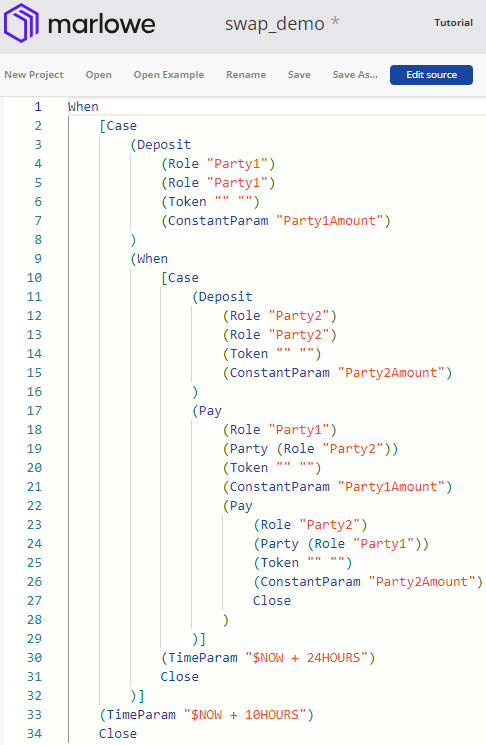 marlowe swap_demo * Tutorial
New Project Open Open Example Rename Save Save As... Edit source
1 When
2     [Case
3         (Deposit
4             (Role "Party1")
5             (Role "Party1")
6             (Token "" "")
7             (ConstantParam "Party1Amount")
8         )
9         (When
10             [Case
11                 (Deposit
12                     (Role "Party2")
13                     (Role "Party2")
14                     (Token "" "")
15                     (ConstantParam "Party2Amount")
16                 )
17                 (Pay
18                     (Role "Party1")
19                     (Party (Role "Party2"))
20                     (Token "" "")
21                     (ConstantParam "Party1Amount")
22                     (Pay
23                         (Role "Party2")
24                         (Party (Role "Party1"))
25                         (Token "" "")
26                         (ConstantParam "Party2Amount")
27                         Close
28                     )
29                 )]
30             (TimeParam "$NOW + 24HOURS")
31             Close
32         )]
33     (TimeParam "$NOW + 10HOURS")
34     Close